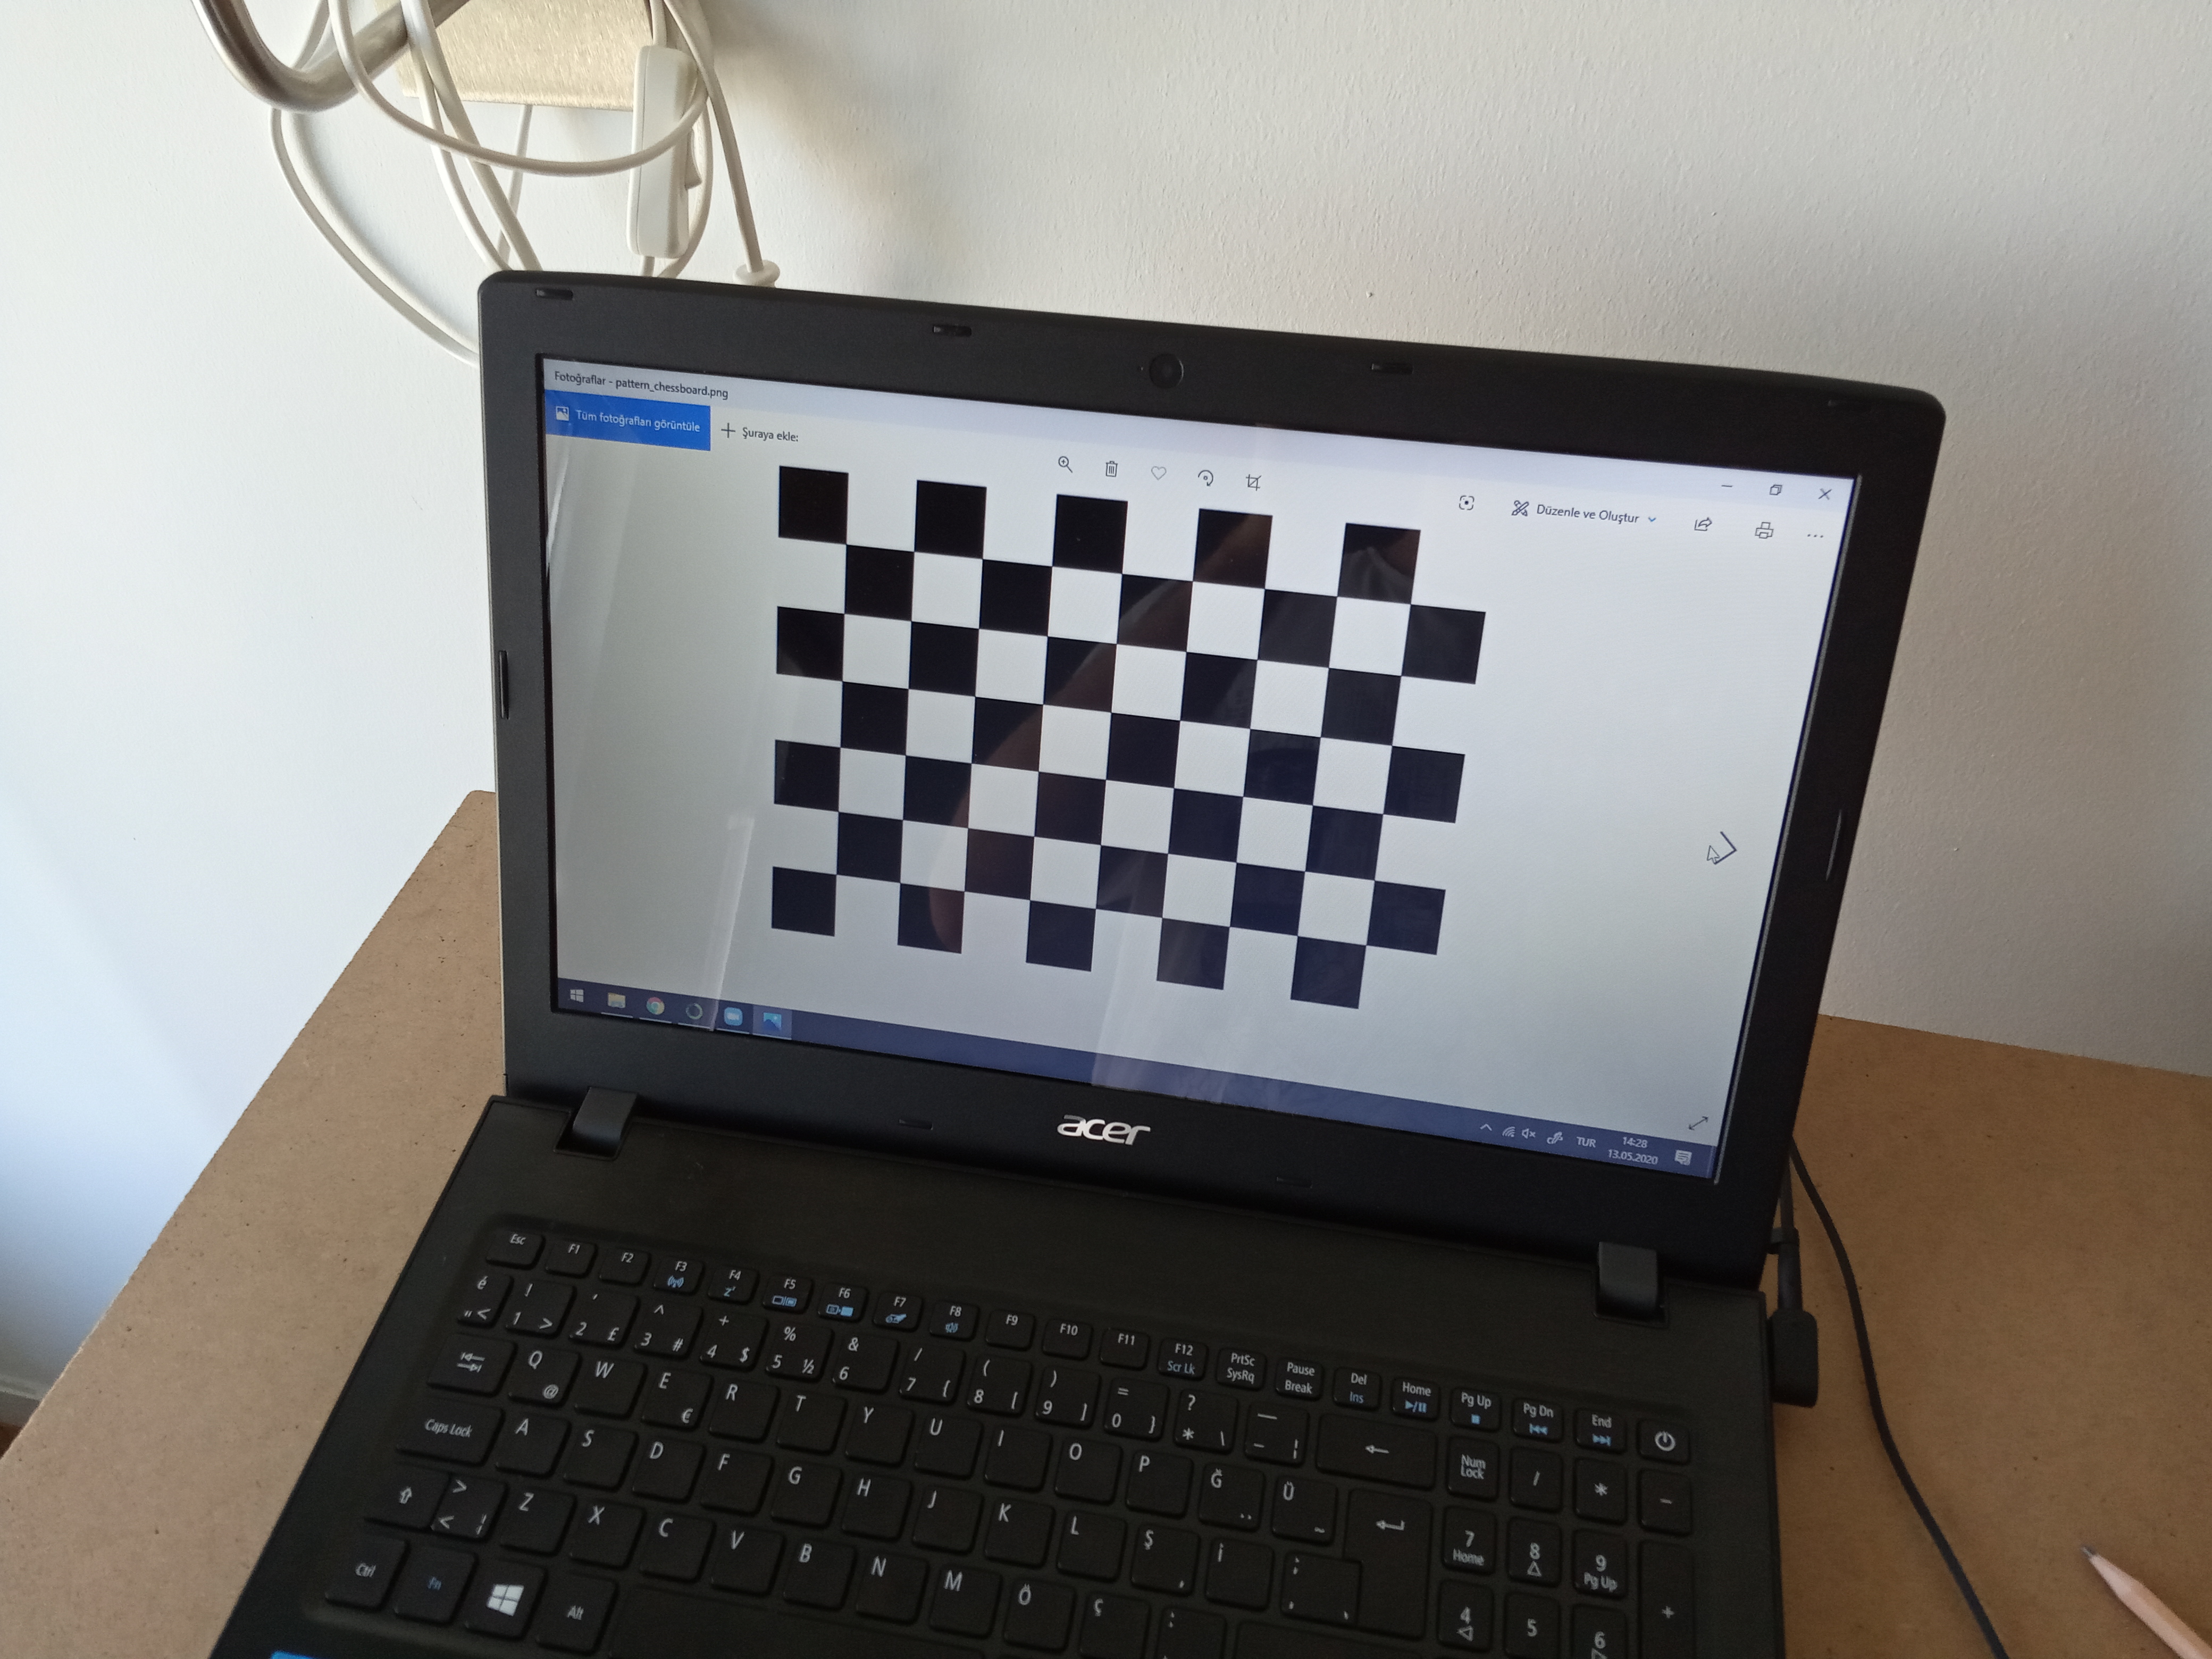 Fotoğraflar - pattern_chessboard.png
Tüm fotoğrafları görüntüle
Şuraya ekle:
Düzenle ve Oluştur
TUR
14:28
13.05.2020
acer
Esc F1 F2 F3 F4 F5 F6 F7 F8 F9 F10 F11 F12 Scr Lk PrtSc SysRq Pause Break Del Ins Home Pg Up Pg Dn End
é " < ! 1 > ' 2 £ ^ 3 # + 4 $ % 5 ½ & 6 / 7 { ( 8 [ ) 9 ] = 0 } ? * \ _ - ¦ Num Lock / * -
Q @ W E € R T Y U I O P Ğ ¨ Ü ~ 7 Home 8 9 Pg Up +
Caps Lock A S D F G H J K L Ş ´ İ ; , ` 4 5 6
> < ¦ Z X C V B N M Ö Ç :
Ctrl Fn Alt